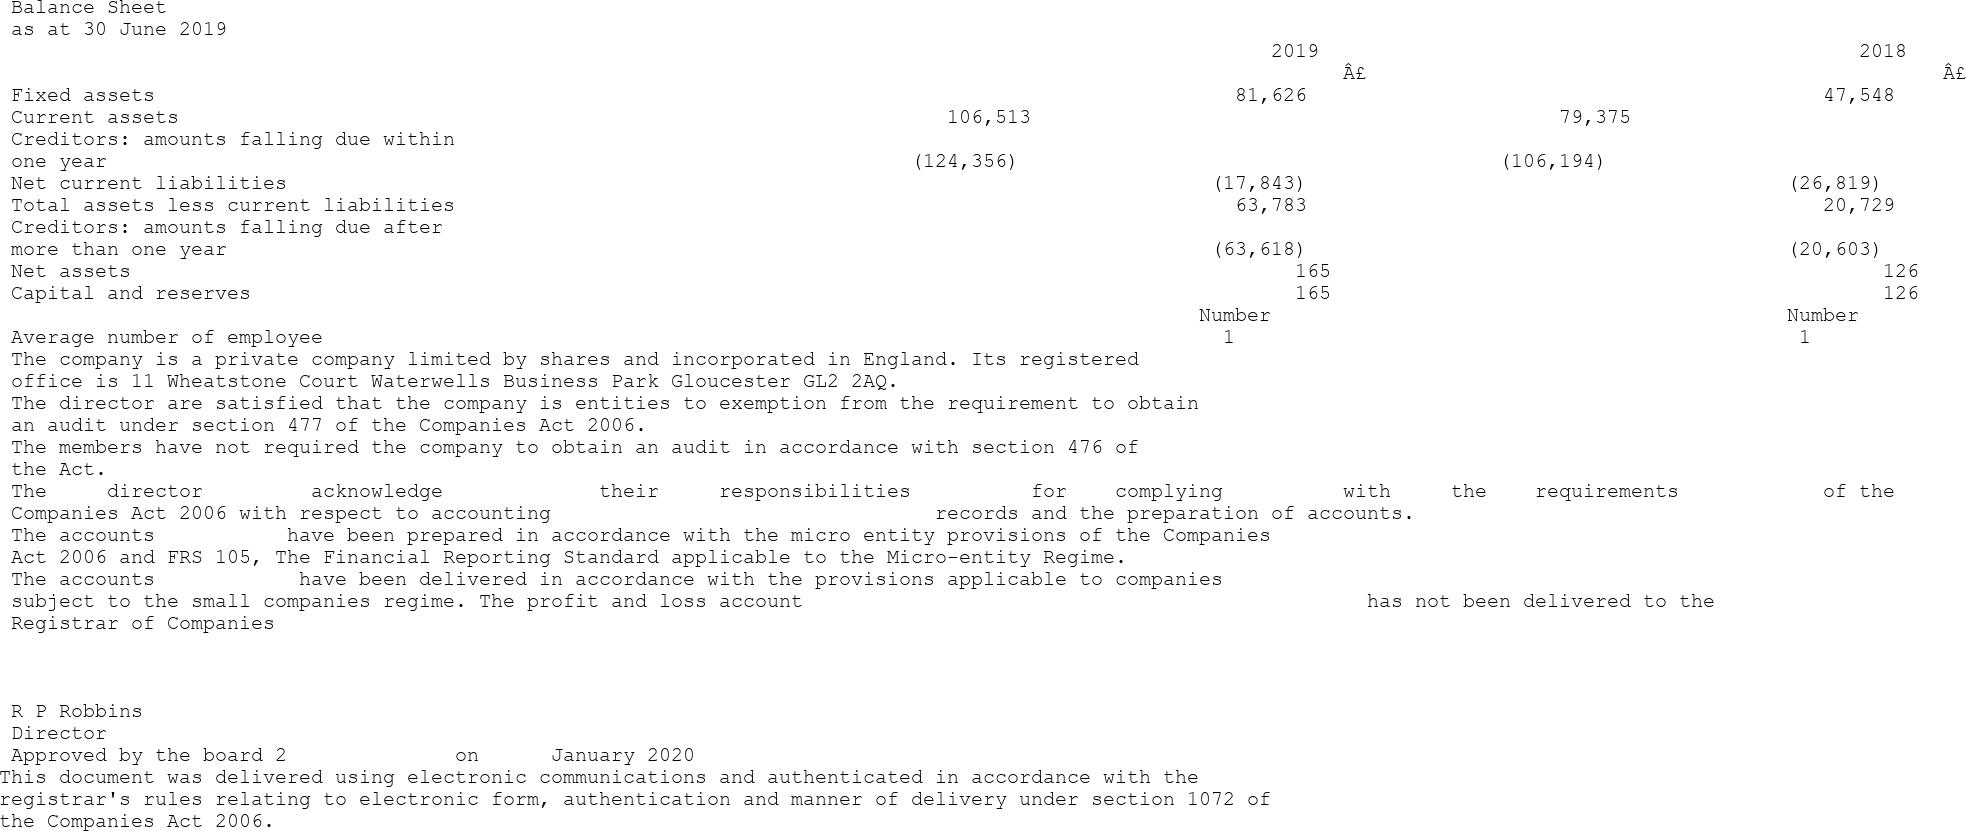 Balance Sheet
as at 30 June 2019
2019 2018
Â£ Â£
Fixed assets 81,626 47,548
Current assets 106,513 79,375
Creditors: amounts falling due within
one year (124,356) (106,194)
Net current liabilities (17,843) (26,819)
Total assets less current liabilities 63,783 20,729
Creditors: amounts falling due after
more than one year (63,618) (20,603)
Net assets 165 126
Capital and reserves 165 126
Number Number
Average number of employee 1 1
The company is a private company limited by shares and incorporated in England. Its registered
office is 11 Wheatstone Court Waterwells Business Park Gloucester GL2 2AQ.
The director are satisfied that the company is entities to exemption from the requirement to obtain
an audit under section 477 of the Companies Act 2006.
The members have not required the company to obtain an audit in accordance with section 476 of
the Act.
The director acknowledge their responsibilities for complying with the requirements of the
Companies Act 2006 with respect to accounting records and the preparation of accounts.
The accounts have been prepared in accordance with the micro entity provisions of the Companies
Act 2006 and FRS 105, The Financial Reporting Standard applicable to the Micro-entity Regime.
The accounts have been delivered in accordance with the provisions applicable to companies
subject to the small companies regime. The profit and loss account has not been delivered to the
Registrar of Companies
R P Robbins
Director
Approved by the board 2 on January 2020
This document was delivered using electronic communications and authenticated in accordance with the
registrar's rules relating to electronic form, authentication and manner of delivery under section 1072 of
the Companies Act 2006.